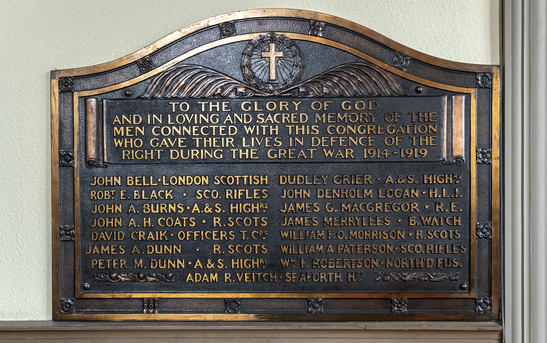 TO THE GLORY OF GOD
AND IN LOVING AND SACRED MEMORY OF THE
MEN CONNECTED WITH THIS CONGREGATION
WHO GAVE THEIR LIVES IN DEFENCE OF THE
RIGHT DURING THE GREAT WAR 1914-1919
JOHN BELL·LONDON SCOTTISH
ROBT. E. BLACK · SCO. RIFLES
JOHN A. BURNS·A.&S. HIGHRS
JOHN A.H. COATS · R.SCOTS
DAVID CRAIK·OFFICERS T.CPS
JAMES A. DUNN · R.SCOTS
PETER M. DUNN·A.&S. HIGHRS
DUDLEY GRIER · A.&S. HIGHRS
JOHN DENHOLM LOGAN·H.L.I.
JAMES G. MACGREGOR · R.E.
JAMES MERRYLEES · B.WATCH
WILLIAM F.O. MORRISON · R.SCOTS
WILLIAM A. PATERSON·SCO.RIFLES
WM F. ROBERTSON·NORTH'D FUS.
ADAM R. VEITCH·SEAFORTH HRS